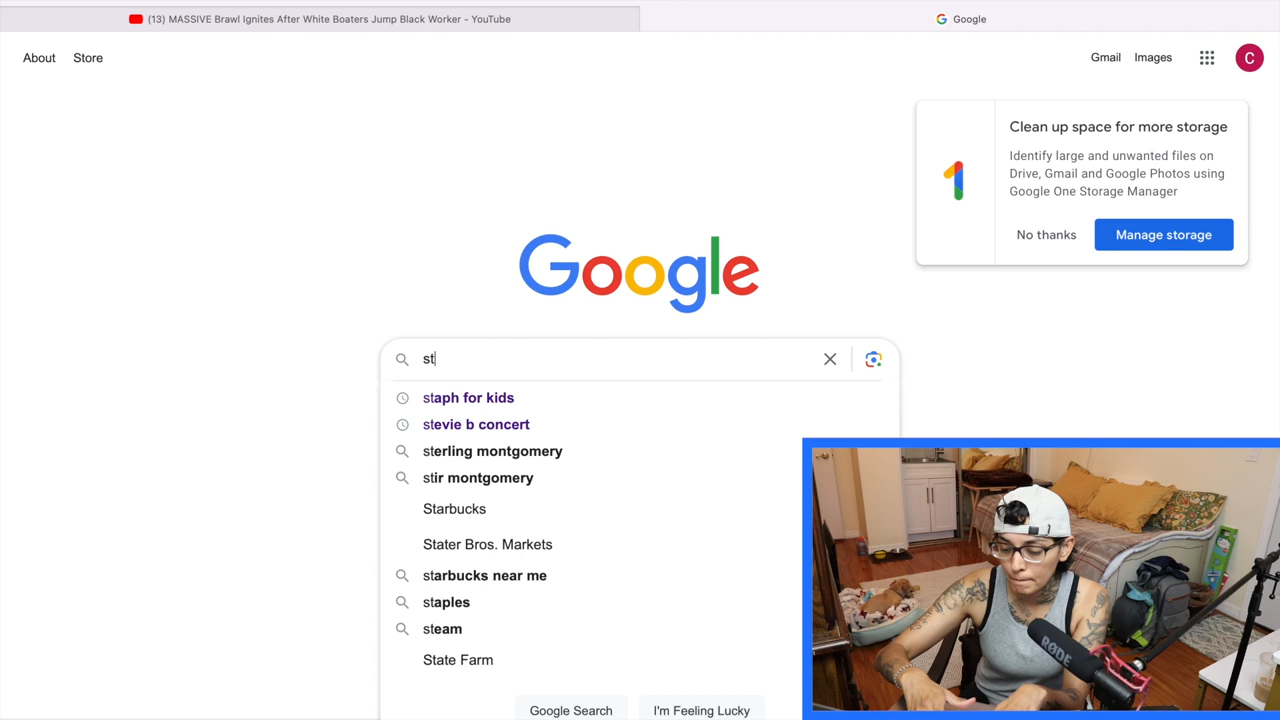 (13) MASSIVE Brawl Ignites After White Boaters Jump Black Worker - YouTube
Google
About Store
Gmail Images
C
Clean up space for more storage
Identify large and unwanted files on
Drive, Gmail and Google Photos using
Google One Storage Manager
No thanks Manage storage
Google
st
staph for kids
stevie b concert
sterling montgomery
stir montgomery
Starbucks
Stater Bros. Markets
starbucks near me
staples
steam
State Farm
Google Search I'm Feeling Lucky
RØDE